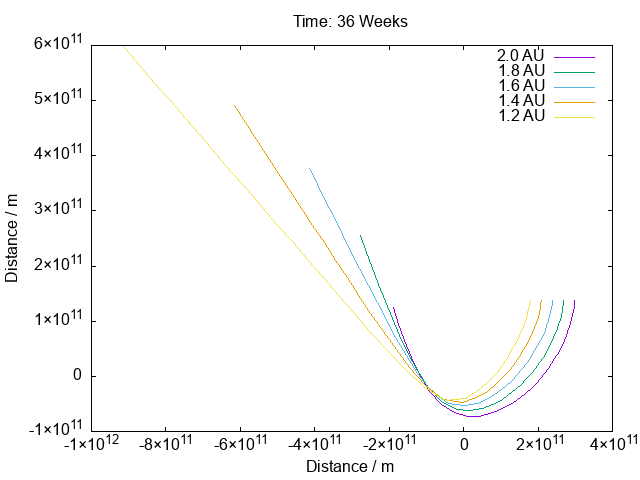 Time: 36 Weeks
2.0 AU
1.8 AU
1.6 AU
1.4 AU
1.2 AU
6×10¹¹
5×10¹¹
4×10¹¹
3×10¹¹
2×10¹¹
1×10¹¹
0
-1×10¹¹
Distance / m
-1×10¹² -8×10¹¹ -6×10¹¹ -4×10¹¹ -2×10¹¹ 0 2×10¹¹ 4×10¹¹
Distance / m